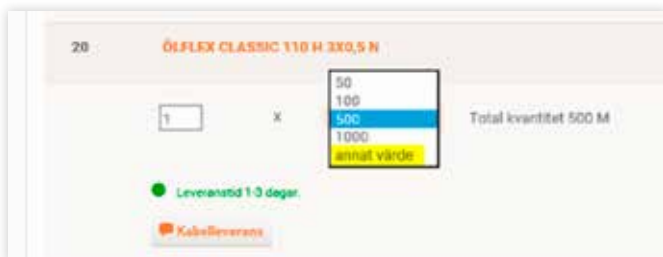 20 ÖLFLEX CLASSIC 110 H 3X0,5 N
50
100
1 X 500 Total kvantitet 500 M
1000
annat värde
Leveranstid 1-3 dagar.
Kabelleverans